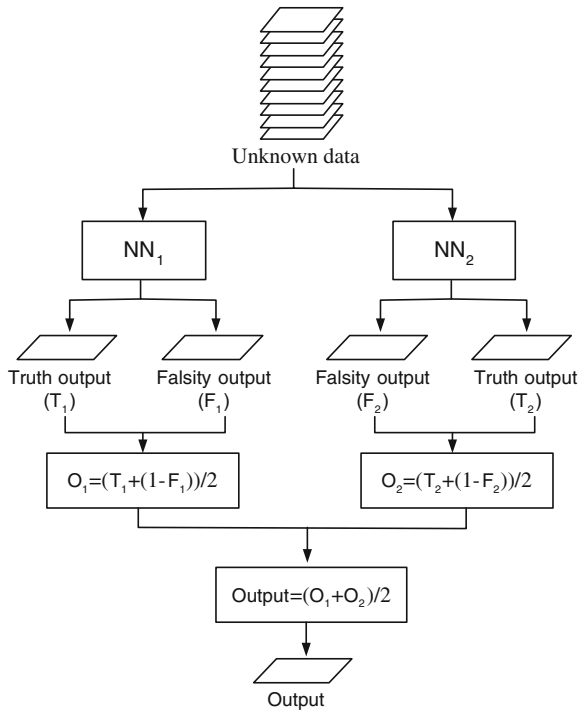 Unknown data
NN₁ NN₂
Truth output Falsity output Falsity output Truth output
(T₁) (F₁) (F₂) (T₂)
O₁=(T₁+(1-F₁))/2 O₂=(T₂+(1-F₂))/2
Output=(O₁+O₂)/2
Output